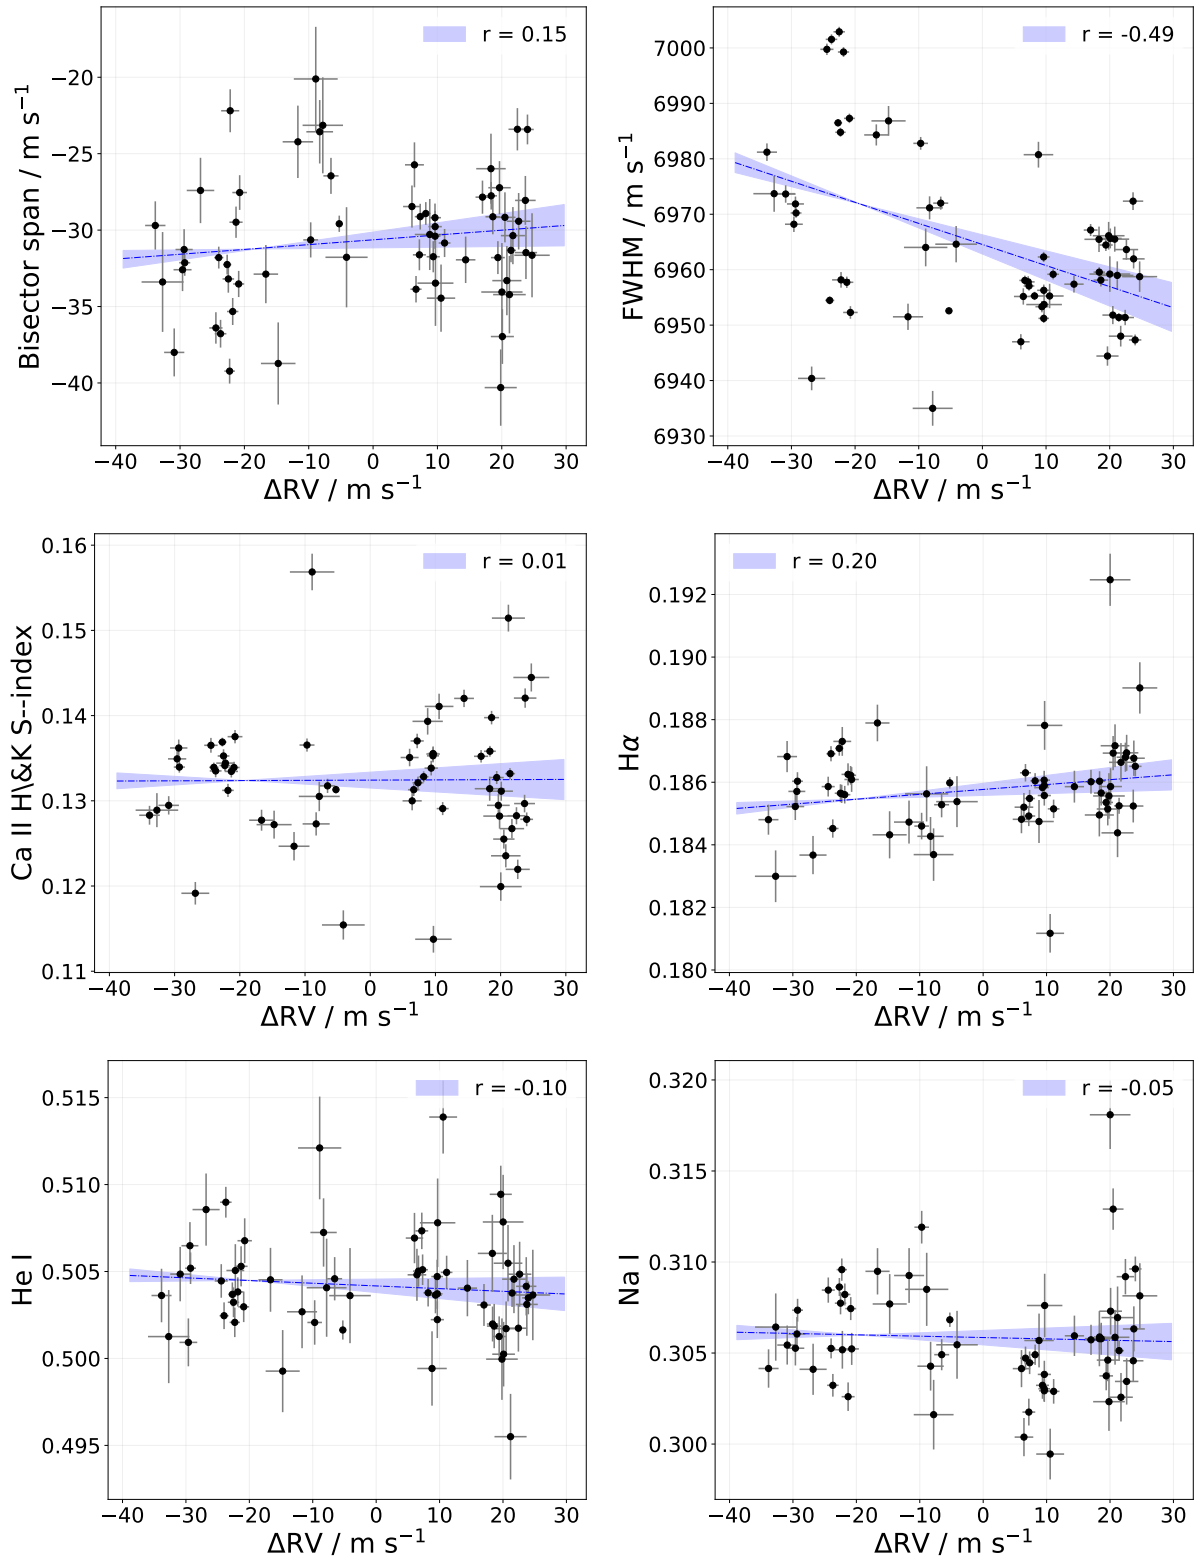 r = 0.15
−20
−25
−30
−35
−40
Bisector span / m s⁻¹
−40 −30 −20 −10 0 10 20 30
ΔRV / m s⁻¹
r = -0.49
7000
6990
6980
6970
6960
6950
6940
6930
FWHM / m s⁻¹
−40 −30 −20 −10 0 10 20 30
ΔRV / m s⁻¹
r = 0.01
0.16
0.15
0.14
0.13
0.12
0.11
Ca II H\&K S--index
−40 −30 −20 −10 0 10 20 30
ΔRV / m s⁻¹
r = 0.20
0.192
0.190
0.188
0.186
0.184
0.182
0.180
Hα
−40 −30 −20 −10 0 10 20 30
ΔRV / m s⁻¹
r = -0.10
0.515
0.510
0.505
0.500
0.495
He I
−40 −30 −20 −10 0 10 20 30
ΔRV / m s⁻¹
r = -0.05
0.320
0.315
0.310
0.305
0.300
Na I
−40 −30 −20 −10 0 10 20 30
ΔRV / m s⁻¹